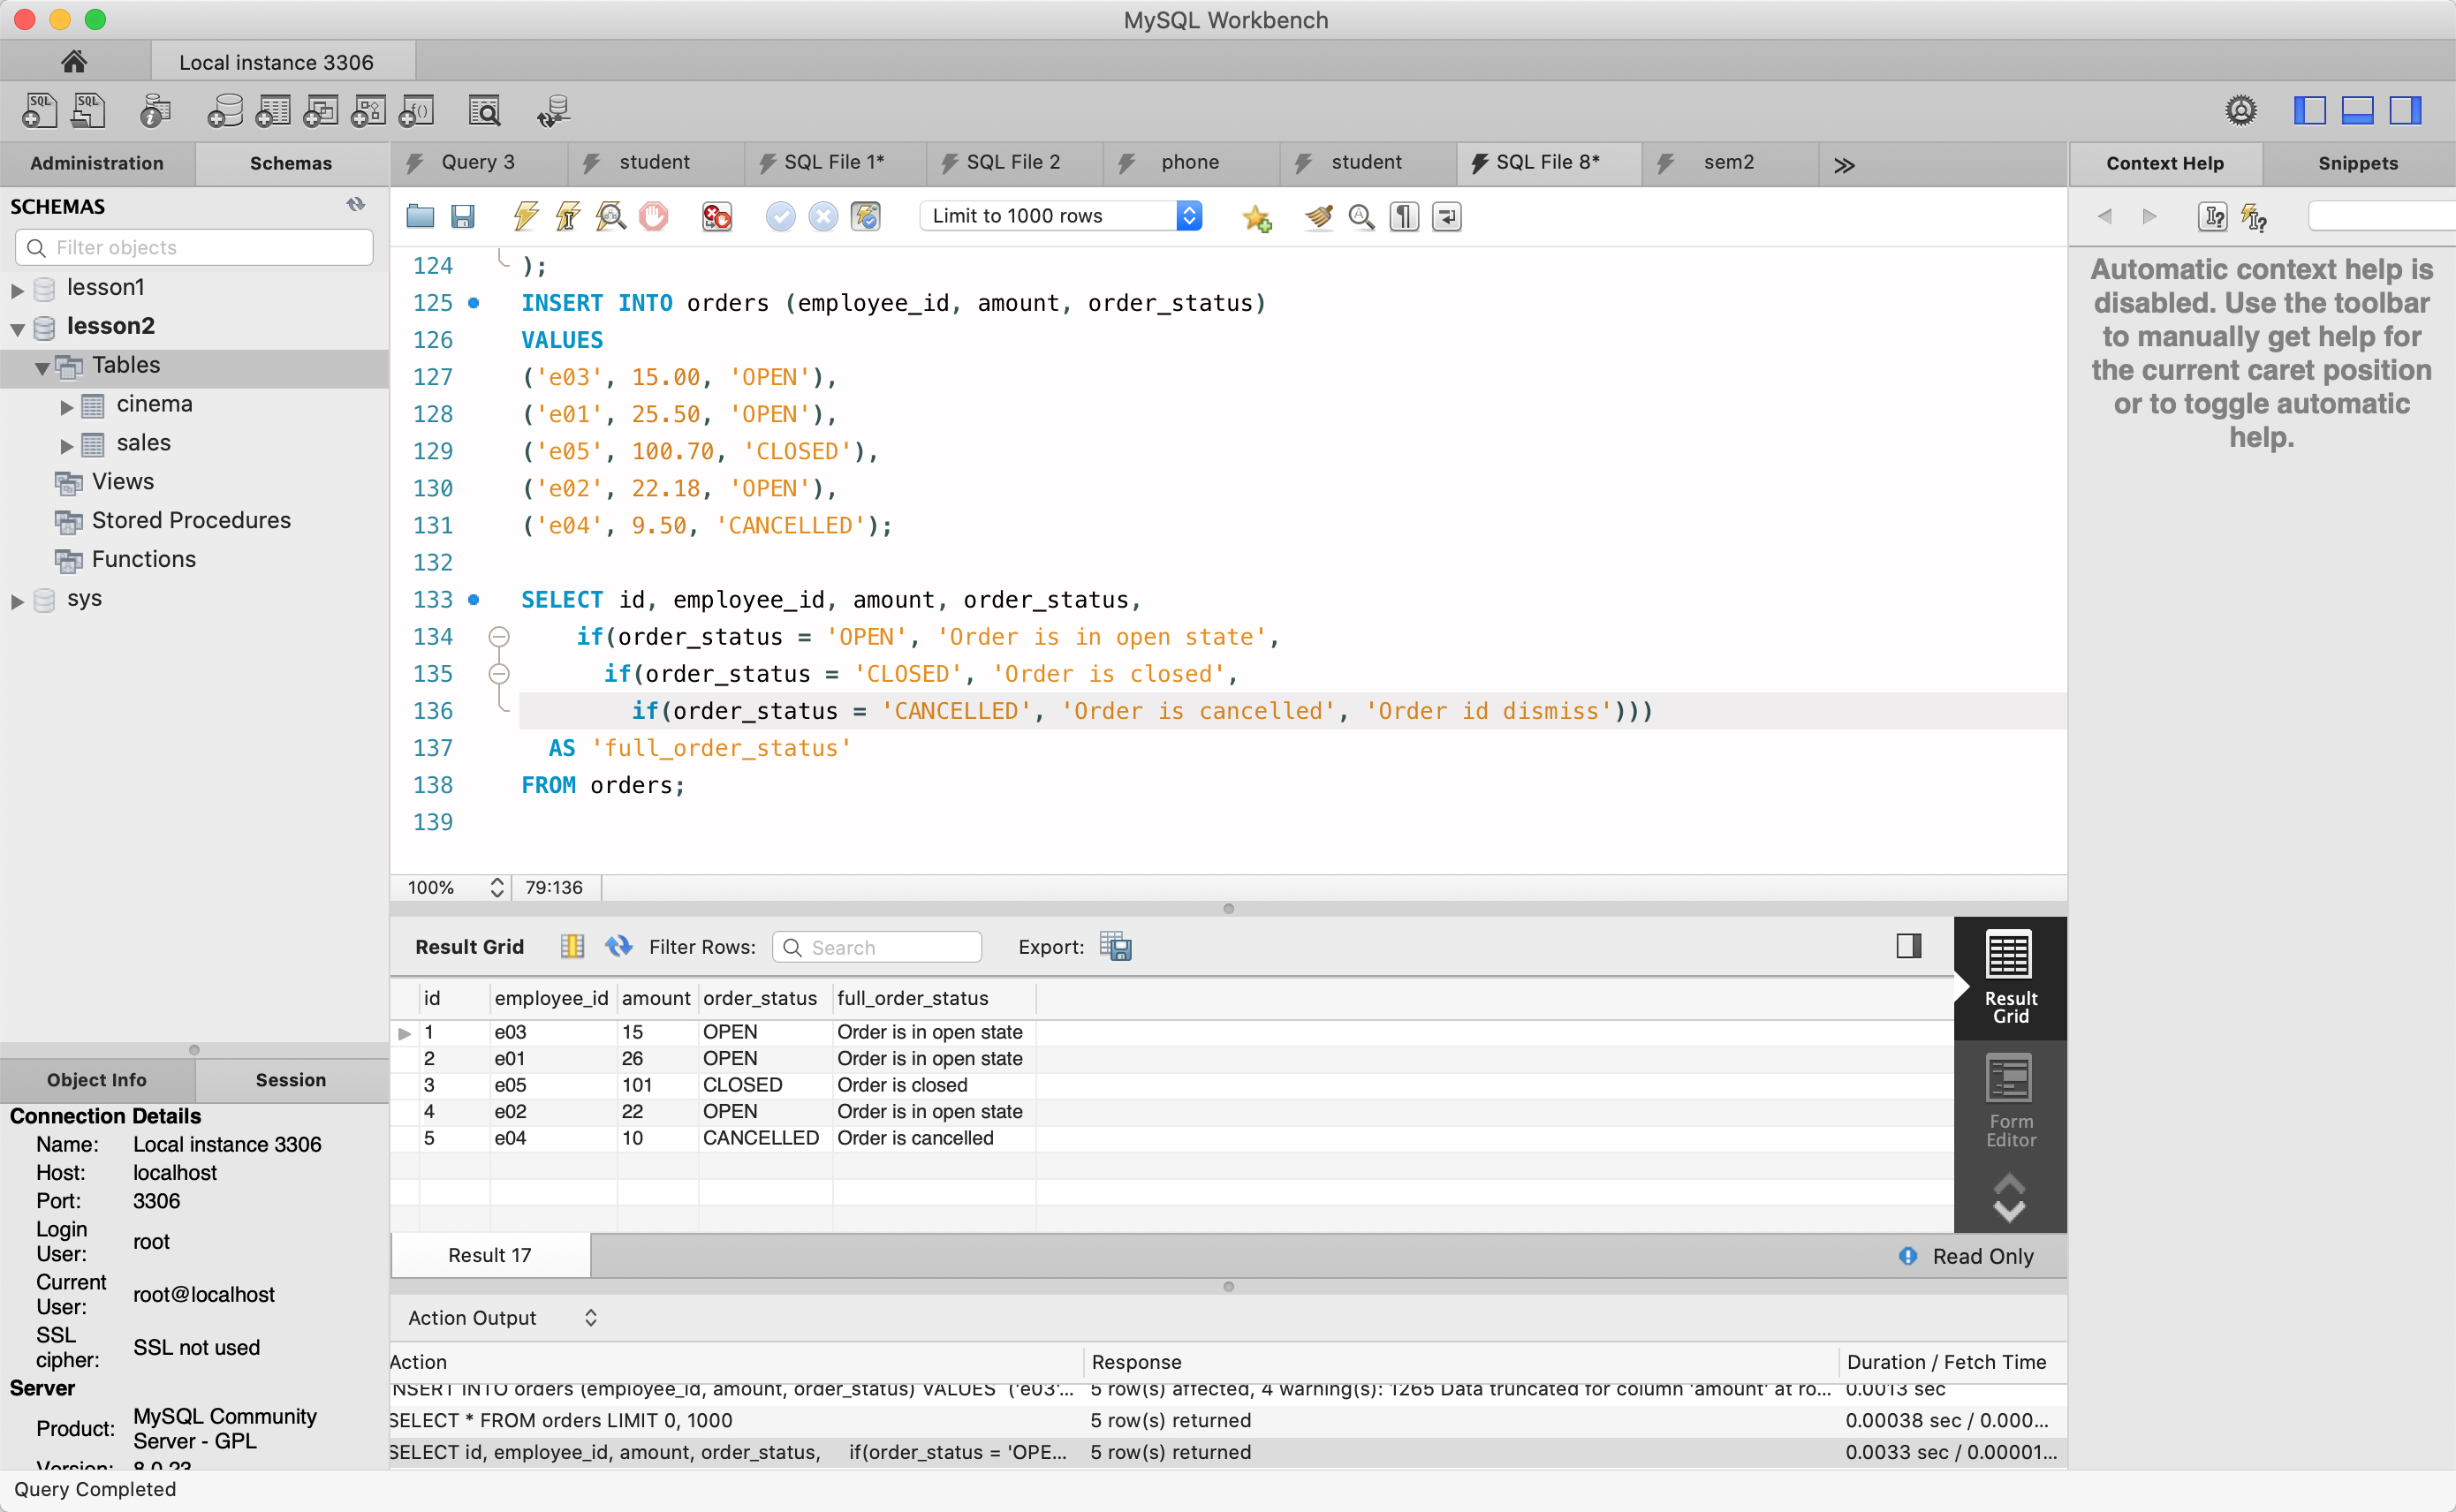 MySQL Workbench
Local instance 3306
Administration
Schemas
Query 3
student
SQL File 1*
SQL File 2
phone
student
SQL File 8*
sem2
Context Help
Snippets
SCHEMAS
Limit to 1000 rows
Filter objects
lesson1
lesson2
Tables
cinema
sales
Views
Stored Procedures
Functions
sys
124 );
125 INSERT INTO orders (employee_id, amount, order_status)
126 VALUES
127 ('e03', 15.00, 'OPEN'),
128 ('e01', 25.50, 'OPEN'),
129 ('e05', 100.70, 'CLOSED'),
130 ('e02', 22.18, 'OPEN'),
131 ('e04', 9.50, 'CANCELLED');
132
133 SELECT id, employee_id, amount, order_status,
134 if(order_status = 'OPEN', 'Order is in open state',
135 if(order_status = 'CLOSED', 'Order is closed',
136 if(order_status = 'CANCELLED', 'Order is cancelled', 'Order id dismiss')))
137 AS 'full_order_status'
138 FROM orders;
139
Automatic context help is
disabled. Use the toolbar
to manually get help for
the current caret position
or to toggle automatic
help.
100% 79:136
Result Grid Filter Rows: Search Export:
id employee_id amount order_status full_order_status
1 e03 15 OPEN Order is in open state
2 e01 26 OPEN Order is in open state
3 e05 101 CLOSED Order is closed
4 e02 22 OPEN Order is in open state
5 e04 10 CANCELLED Order is cancelled
Result
Grid
Form
Editor
Result 17
Read Only
Object Info
Session
Connection Details
Name: Local instance 3306
Host: localhost
Port: 3306
Login
User: root
Current
User: root@localhost
SSL
cipher: SSL not used
Server
Product: MySQL Community
Server - GPL
Version: 8.0.23
Action Output
Action Response Duration / Fetch Time
NSERT INTO orders (employee_id, amount, order_status) VALUES ('e03'... 5 row(s) affected, 4 warning(s): 1265 Data truncated for column 'amount' at ro... 0.0013 sec
SELECT * FROM orders LIMIT 0, 1000 5 row(s) returned 0.00038 sec / 0.000...
SELECT id, employee_id, amount, order_status, if(order_status = 'OPE... 5 row(s) returned 0.0033 sec / 0.00001...
Query Completed